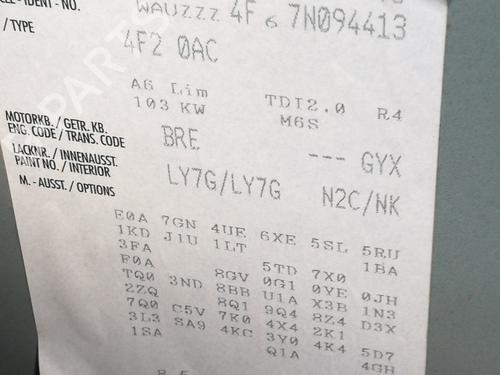 - IDENT - NO.
WAUZZZ 4F 6 7N094413
/ TYPE
4F2 0AC
A6 Lim TDI2.0 R4
103 KW M6S
MOTORKB. / GETR. KB.
ENG. CODE / TRANS. CODE
BRE --- GYX
LACKNR. / INNENAUSST.
PAINT NO. / INTERIOR
LY7G/LY7G N2C/NK
M. - AUSST. / OPTIONS
E0A 7GN 4UE 6XE 5SL 5RU
1KD J1U 1LT 1BA
3FA 5TD 7X0
F0A 8GV 0G1 0YE 0JH
TQ0 3ND 8BB U1A X3B 1N3
2ZQ 8Q1 9Q4 8Z4 D3X
7Q0 C5V 7K0 4X4 2K1
3L3 SA9 4KC 3Y0 4K4 5D7
1SA Q1A 4GH